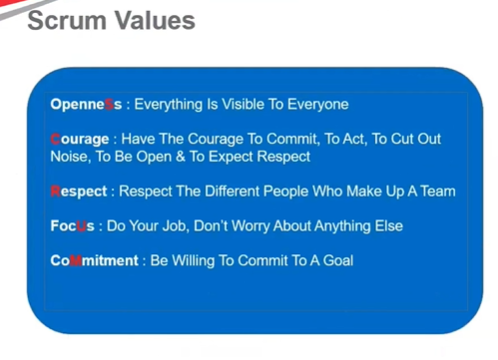 Scrum Values
OpenneSs : Everything Is Visible To Everyone
Courage : Have The Courage To Commit, To Act, To Cut Out
Noise, To Be Open & To Expect Respect
Respect : Respect The Different People Who Make Up A Team
FocUs : Do Your Job, Don't Worry About Anything Else
CoMmitment : Be Willing To Commit To A Goal